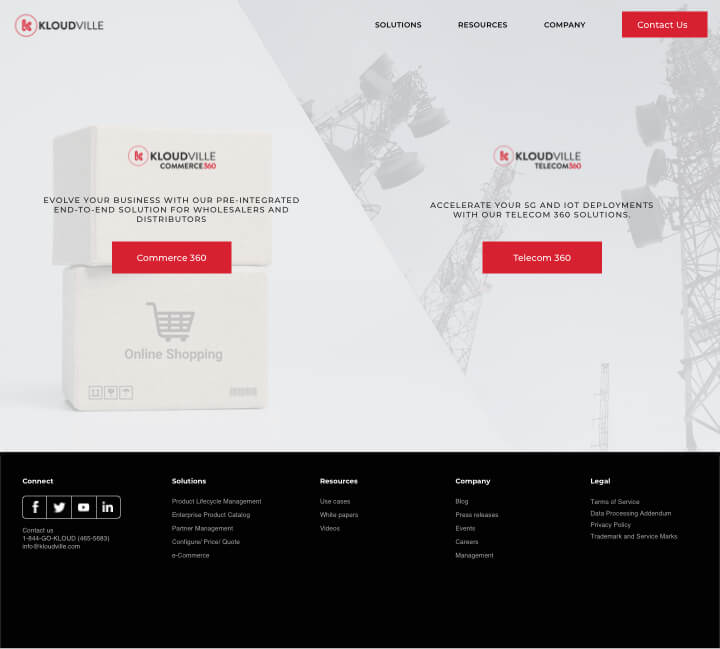 KLOUDVILLE
SOLUTIONS
RESOURCES
COMPANY
Contact Us
KLOUDVILLE
COMMERCE360
EVOLVE YOUR BUSINESS WITH OUR PRE-INTEGRATED
END-TO-END SOLUTION FOR WHOLESALERS AND
DISTRIBUTORS
Commerce 360
Online Shopping
KLOUDVILLE
TELECOM360
ACCELERATE YOUR 5G AND IOT DEPLOYMENTS
WITH OUR TELECOM 360 SOLUTIONS.
Telecom 360
Connect
Contact us
1-844-GO-KLOUD (465-5683)
info@kloudville.com
Solutions
Product Lifecycle Management
Enterprise Product Catalog
Partner Management
Configure/ Price/ Quote
e-Commerce
Resources
Use cases
White papers
Videos
Company
Blog
Press releases
Events
Careers
Management
Legal
Terms of Service
Data Processing Addendum
Privacy Policy
Trademark and Service Marks